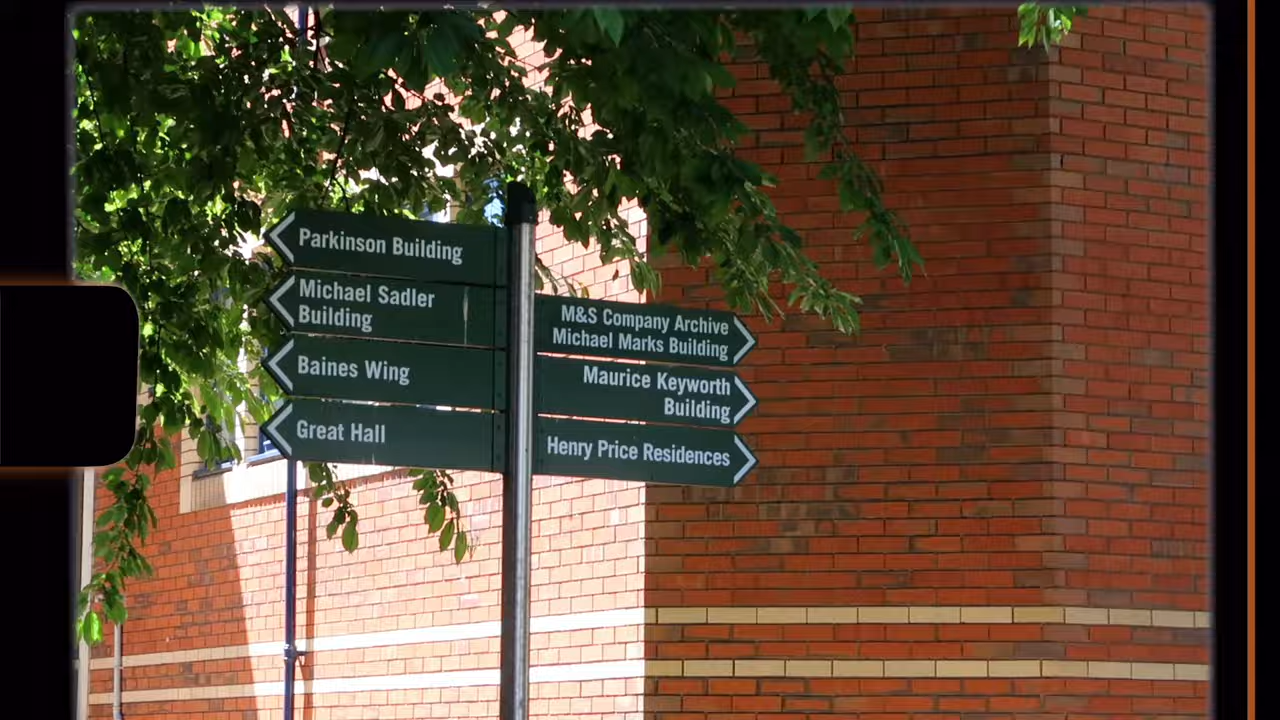 Parkinson Building
Michael Sadler
Building
Baines Wing
Great Hall
M&S Company Archive
Michael Marks Building
Maurice Keyworth
Building
Henry Price Residences